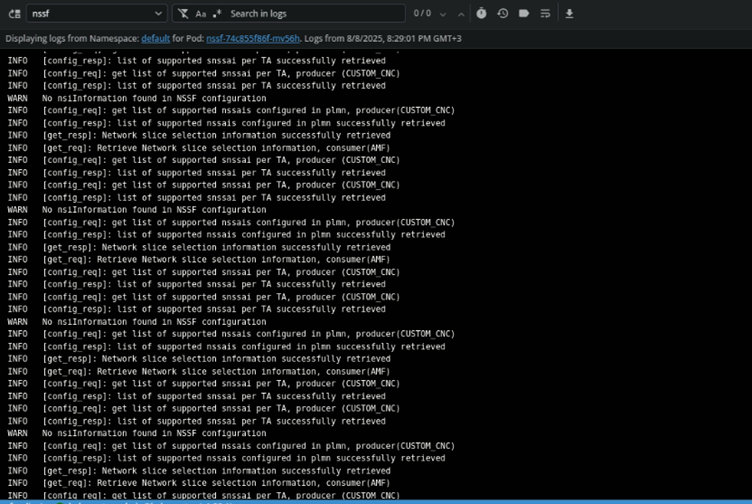 nssf
Aa
.*
Search in logs
0 / 0
Displaying logs from Namespace: default for Pod: nssf-74c855f86f-mv56h. Logs from 8/8/2025, 8:29:01 PM GMT+3
INFO [config_resp]: list of supported snssai per TA successfully retrieved
INFO [config_req]: get list of supported snssai per TA, producer (CUSTOM_CNC)
INFO [config_resp]: list of supported snssai per TA successfully retrieved
WARN No nsiInformation found in NSSF configuration
INFO [config_req]: get list of supported nssais configured in plmn, producer(CUSTOM_CNC)
INFO [config_resp]: list of supported nssais configured in plmn successfully retrieved
INFO [get_resp]: Network slice selection information successfully retrieved
INFO [get_req]: Retrieve Network slice selection information, consumer(AMF)
INFO [config_req]: get list of supported snssai per TA, producer (CUSTOM_CNC)
INFO [config_resp]: list of supported snssai per TA successfully retrieved
INFO [config_req]: get list of supported snssai per TA, producer (CUSTOM_CNC)
INFO [config_resp]: list of supported snssai per TA successfully retrieved
WARN No nsiInformation found in NSSF configuration
INFO [config_req]: get list of supported nssais configured in plmn, producer(CUSTOM_CNC)
INFO [config_resp]: list of supported nssais configured in plmn successfully retrieved
INFO [get_resp]: Network slice selection information successfully retrieved
INFO [get_req]: Retrieve Network slice selection information, consumer(AMF)
INFO [config_req]: get list of supported snssai per TA, producer (CUSTOM_CNC)
INFO [config_resp]: list of supported snssai per TA successfully retrieved
INFO [config_req]: get list of supported snssai per TA, producer (CUSTOM_CNC)
INFO [config_resp]: list of supported snssai per TA successfully retrieved
WARN No nsiInformation found in NSSF configuration
INFO [config_req]: get list of supported nssais configured in plmn, producer(CUSTOM_CNC)
INFO [config_resp]: list of supported nssais configured in plmn successfully retrieved
INFO [get_resp]: Network slice selection information successfully retrieved
INFO [get_req]: Retrieve Network slice selection information, consumer(AMF)
INFO [config_req]: get list of supported snssai per TA, producer (CUSTOM_CNC)
INFO [config_resp]: list of supported snssai per TA successfully retrieved
INFO [config_req]: get list of supported snssai per TA, producer (CUSTOM_CNC)
INFO [config_resp]: list of supported snssai per TA successfully retrieved
WARN No nsiInformation found in NSSF configuration
INFO [config_req]: get list of supported nssais configured in plmn, producer(CUSTOM_CNC)
INFO [config_resp]: list of supported nssais configured in plmn successfully retrieved
INFO [get_resp]: Network slice selection information successfully retrieved
INFO [get_req]: Retrieve Network slice selection information, consumer(AMF)
INFO [config_req]: get list of supported snssai per TA, producer (CUSTOM_CNC)